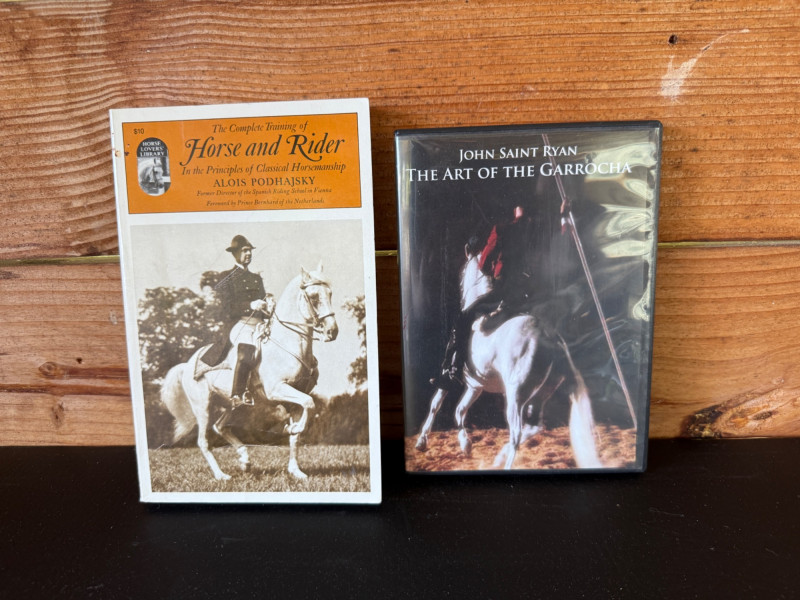 $10
HORSE
LOVERS'
LIBRARY
The Complete Training of
Horse and Rider
In the Principles of Classical Horsemanship
ALOIS PODHAJSKY
Former Director of the Spanish Riding School in Vienna
Foreword by Prince Bernhard of the Netherlands
JOHN SAINT RYAN
THE ART OF THE GARROCHA